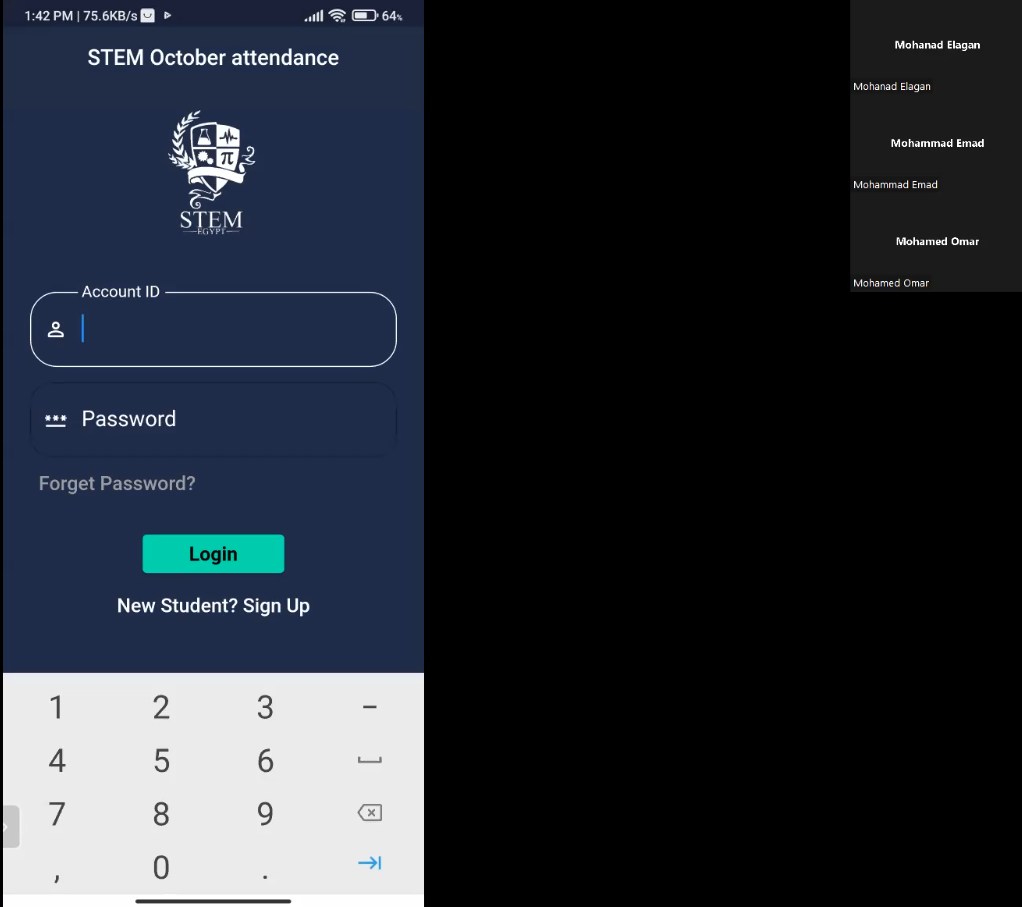 1:42 PM | 75.6KB/s
64%
STEM October attendance
π
STEM
EGYPT
Account ID
*** Password
Forget Password?
Login
New Student? Sign Up
1 2 3 -
4 5 6
7 8 9
, 0 .
Mohanad Elagan
Mohanad Elagan
Mohammad Emad
Mohammad Emad
Mohamed Omar
Mohamed Omar